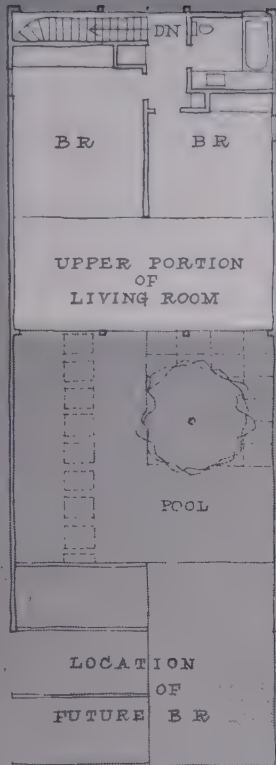 DN
BR BR
UPPER PORTION
OF
LIVING ROOM
POOL
LOCATION
OF
FUTURE BR